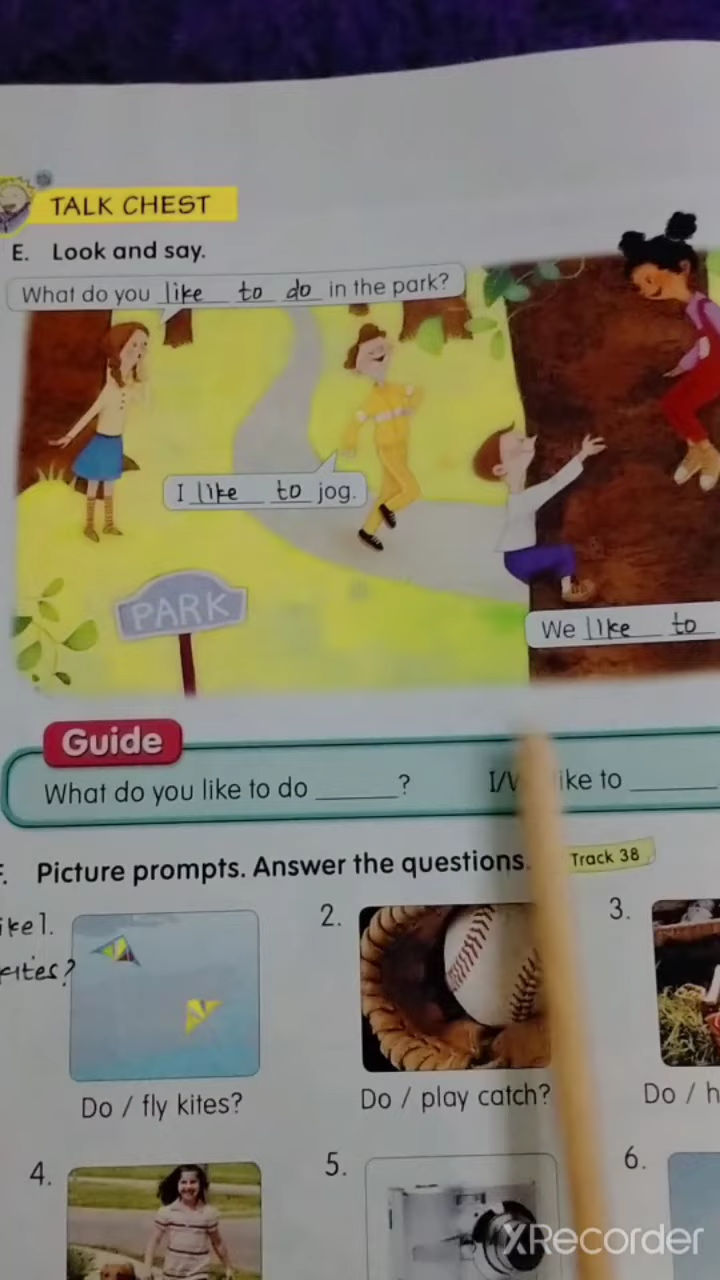 TALK CHEST
E. Look and say.
What do you like to do in the park?
I like to jog.
PARK
We like to
Guide
What do you like to do ______? I/W ike to ______
F. Picture prompts. Answer the questions. Track 38
ike 1. 2. 3.
kites?
Do / fly kites? Do / play catch? Do / h
4. 5. 6.
XRecorder